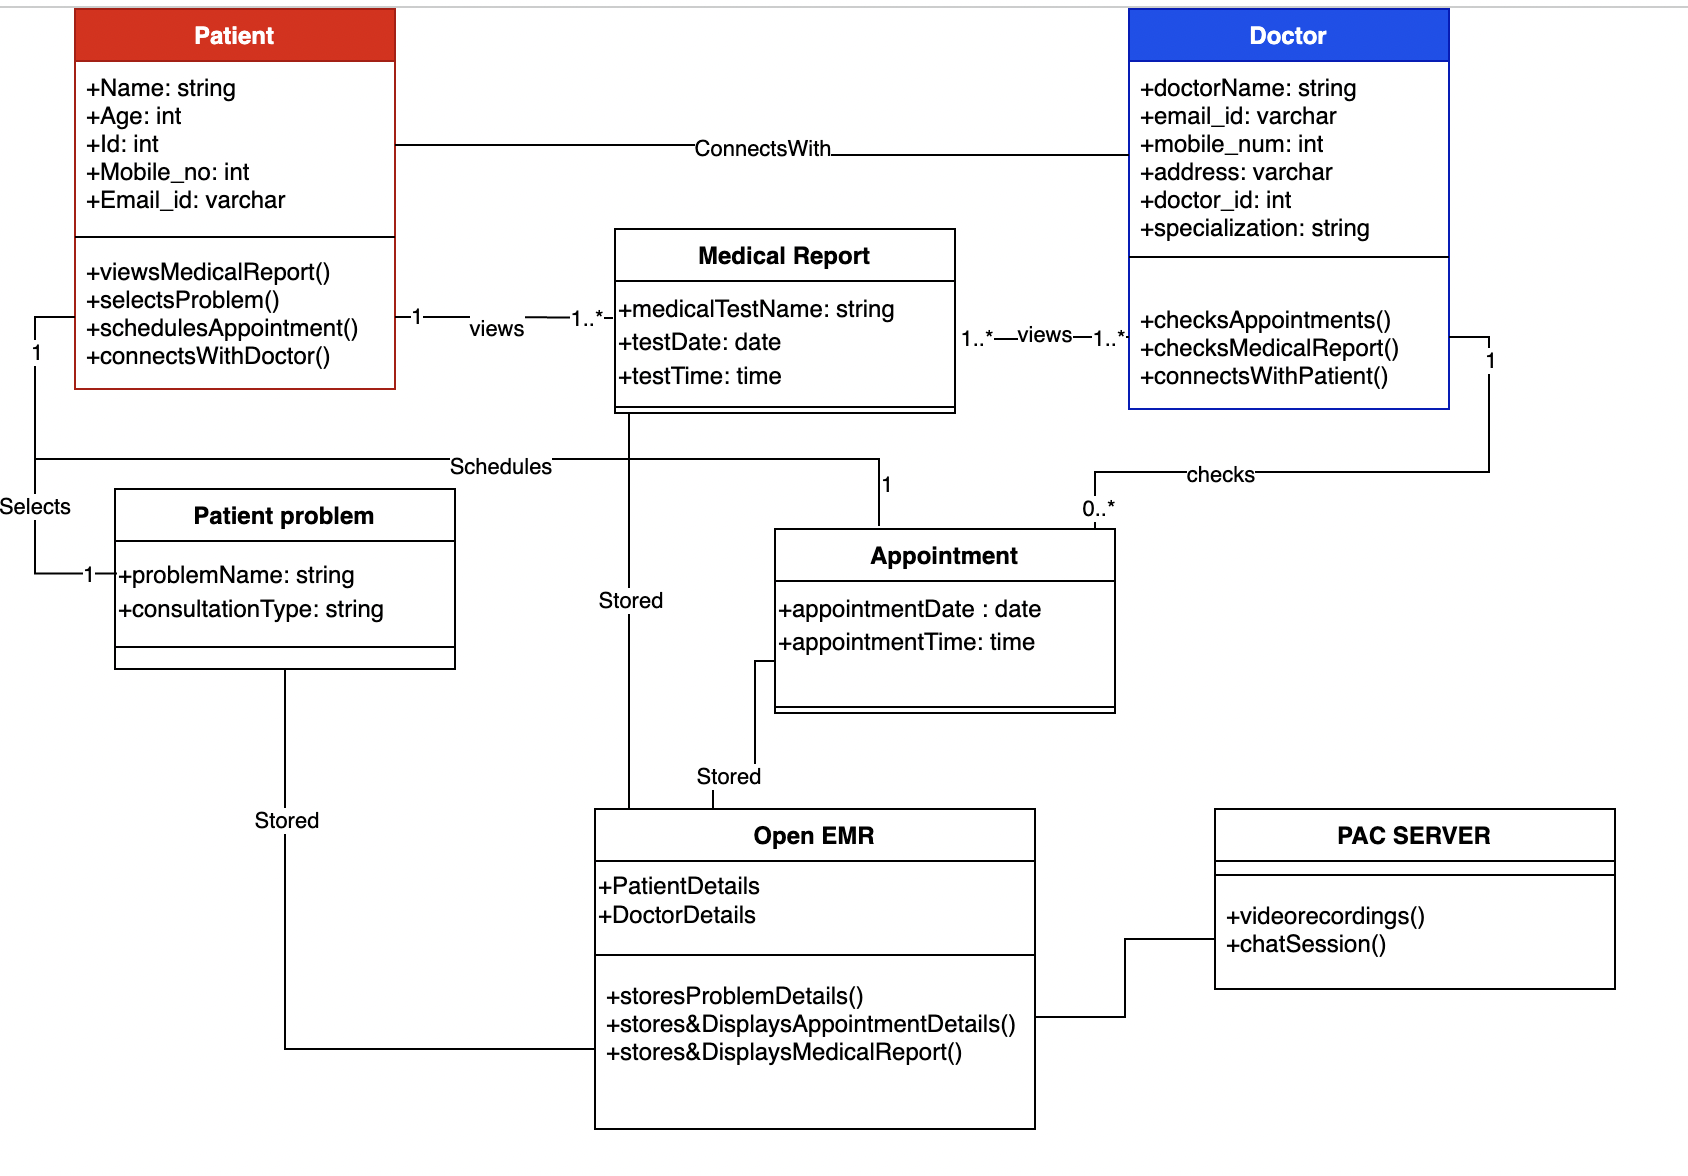 Patient
+Name: string
+Age: int
+Id: int
+Mobile_no: int
+Email_id: varchar
+viewsMedicalReport()
+selectsProblem()
+schedulesAppointment()
+connectsWithDoctor()
ConnectsWith
Doctor
+doctorName: string
+email_id: varchar
+mobile_num: int
+address: varchar
+doctor_id: int
+specialization: string
+checksAppointments()
+checksMedicalReport()
+connectsWithPatient()
1
views
1..*
Medical Report
+medicalTestName: string
+testDate: date
+testTime: time
1..*
views
1..*
1
1
Schedules
1
checks
0..*
Selects
1
Patient problem
+problemName: string
+consultationType: string
Stored
Appointment
+appointmentDate : date
+appointmentTime: time
Stored
Stored
Open EMR
+PatientDetails
+DoctorDetails
+storesProblemDetails()
+stores&DisplaysAppointmentDetails()
+stores&DisplaysMedicalReport()
PAC SERVER
+videorecordings()
+chatSession()